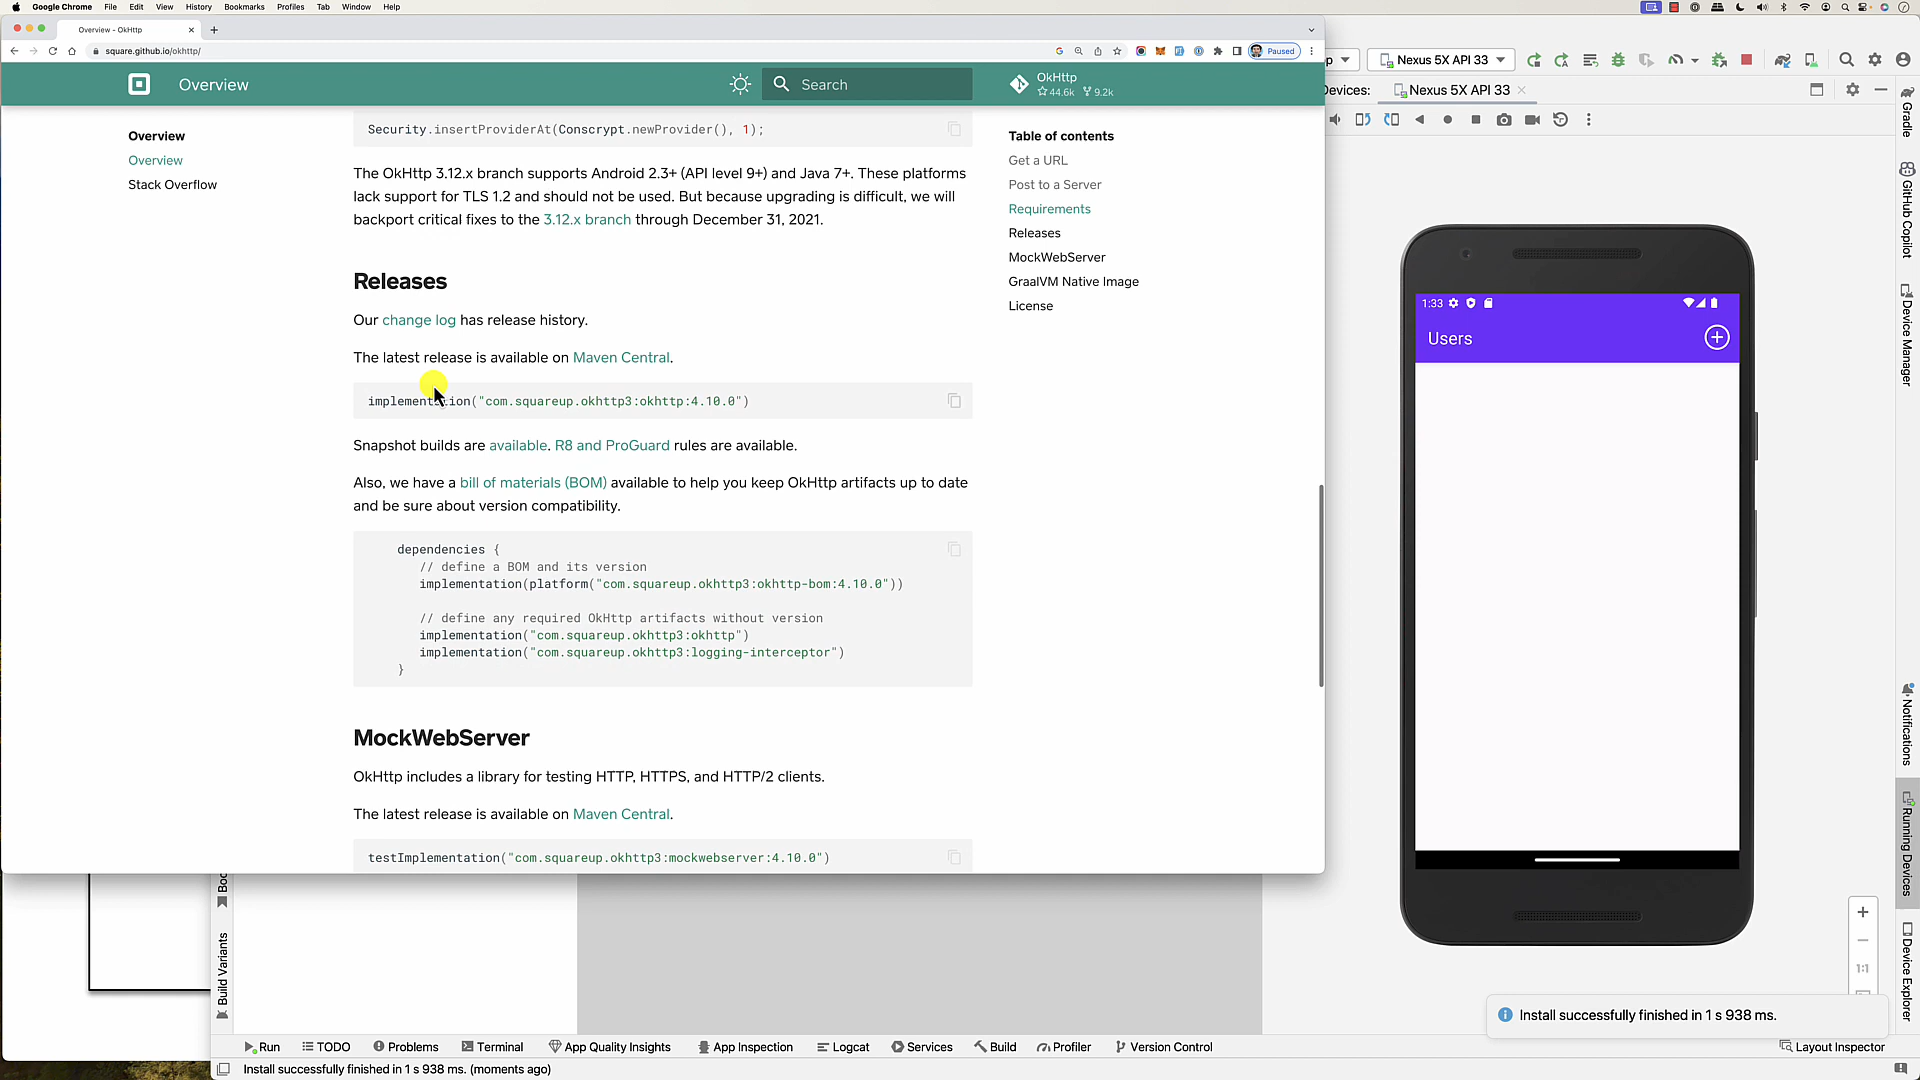 Google Chrome File Edit View History Bookmarks Profiles Tab Window Help
Overview - OkHttp
square.github.io/okhttp/
Paused
Overview
Search
OkHttp
44.6k 9.2k
Overview
Overview
Stack Overflow
Security.insertProviderAt(Conscrypt.newProvider(), 1);
The OkHttp 3.12.x branch supports Android 2.3+ (API level 9+) and Java 7+. These platforms
lack support for TLS 1.2 and should not be used. But because upgrading is difficult, we will
backport critical fixes to the 3.12.x branch through December 31, 2021.
Releases
Our change log has release history.
The latest release is available on Maven Central.
implementation("com.squareup.okhttp3:okhttp:4.10.0")
Snapshot builds are available. R8 and ProGuard rules are available.
Also, we have a bill of materials (BOM) available to help you keep OkHttp artifacts up to date
and be sure about version compatibility.
dependencies {
// define a BOM and its version
implementation(platform("com.squareup.okhttp3:okhttp-bom:4.10.0"))
// define any required OkHttp artifacts without version
implementation("com.squareup.okhttp3:okhttp")
implementation("com.squareup.okhttp3:logging-interceptor")
}
MockWebServer
OkHttp includes a library for testing HTTP, HTTPS, and HTTP/2 clients.
The latest release is available on Maven Central.
testImplementation("com.squareup.okhttp3:mockwebserver:4.10.0")
Table of contents
Get a URL
Post to a Server
Requirements
Releases
MockWebServer
GraalVM Native Image
License
Nexus 5X API 33
Devices: Nexus 5X API 33
1:33
Users
Gradle
GitHub Copilot
Device Manager
Notifications
Running Devices
Device Explorer
1:1
Install successfully finished in 1 s 938 ms.
Build Variants
Run TODO Problems Terminal App Quality Insights App Inspection Logcat Services Build Profiler Version Control Layout Inspector
Install successfully finished in 1 s 938 ms. (moments ago)